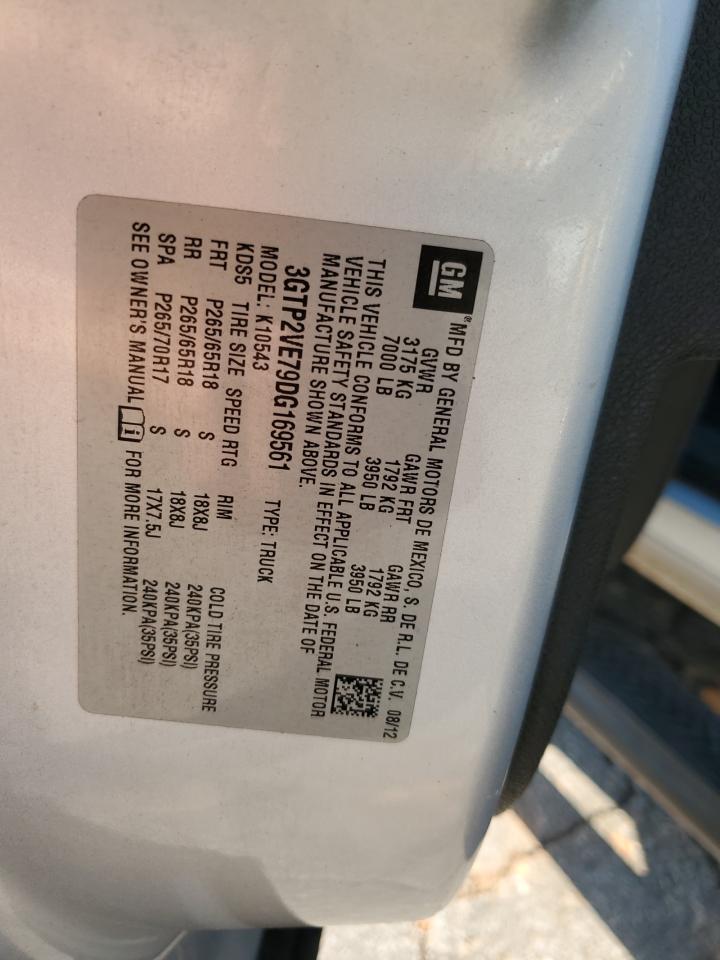 GM ® MFD BY GENERAL MOTORS DE MEXICO, S. DE R.L. DE C.V. 08/12
GVWR GAWR FRT GAWR RR
3175 KG 1792 KG 1792 KG
7000 LB 3950 LB 3950 LB
THIS VEHICLE CONFORMS TO ALL APPLICABLE U.S. FEDERAL MOTOR
VEHICLE SAFETY STANDARDS IN EFFECT ON THE DATE OF
MANUFACTURE SHOWN ABOVE.
3GTP2VE79DG169561 TYPE: TRUCK
MODEL: K10543
KDS5 TIRE SIZE SPEED RTG RIM COLD TIRE PRESSURE
FRT P265/65R18 S 18X8J 240KPA(35PSI)
RR P265/65R18 S 18X8J 240KPA(35PSI)
SPA P265/70R17 S 17X7.5J 240KPA(35PSI)
SEE OWNER'S MANUAL i FOR MORE INFORMATION.